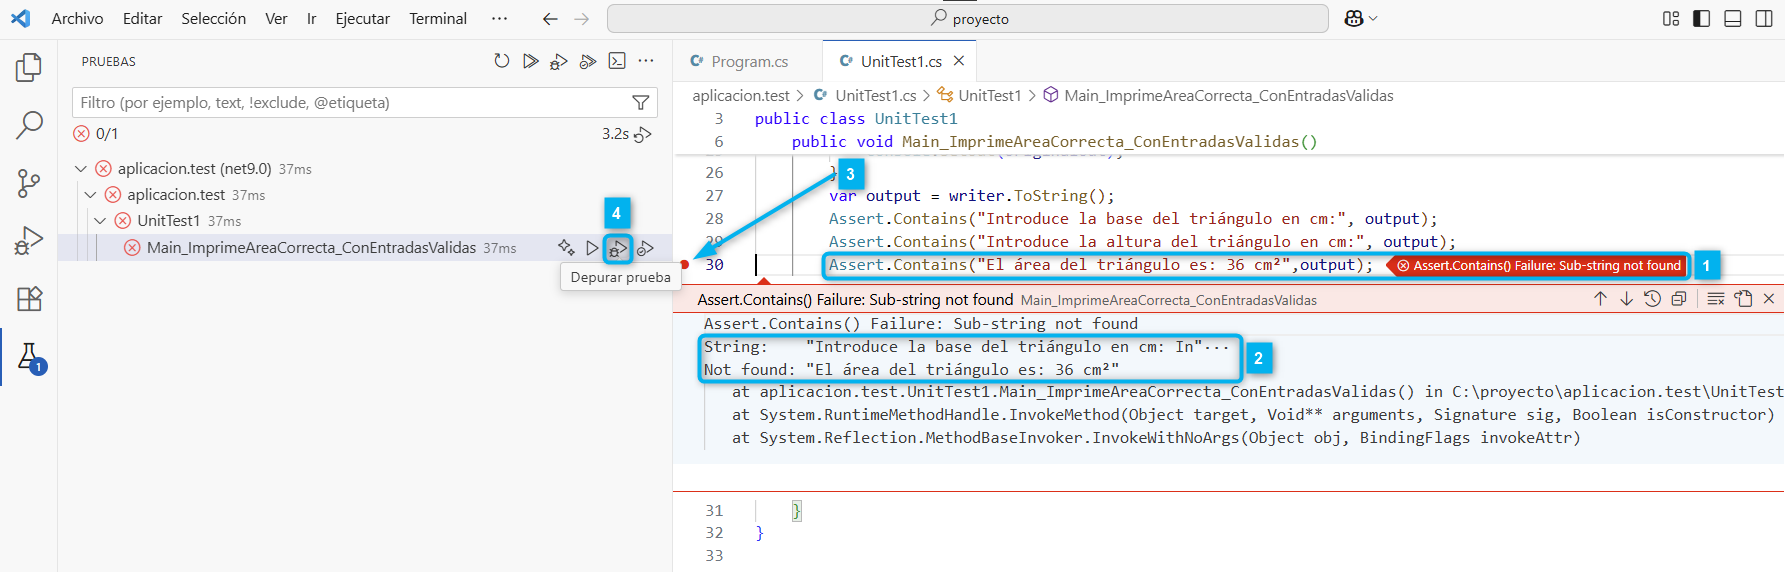 Archivo Editar Selección Ver Ir Ejecutar Terminal ··· proyecto
PRUEBAS
Program.cs UnitTest1.cs
Filtro (por ejemplo, text, !exclude, @etiqueta)
aplicacion.test > UnitTest1.cs > UnitTest1 > Main_ImprimeAreaCorrecta_ConEntradasValidas
0/1 3.2s
aplicacion.test (net9.0) 37ms
aplicacion.test 37ms
UnitTest1 37ms
4
Main_ImprimeAreaCorrecta_ConEntradasValidas 37ms
Depurar prueba
1
3 public class UnitTest1
6 public void Main_ImprimeAreaCorrecta_ConEntradasValidas()
26 }
3
27 var output = writer.ToString();
28 Assert.Contains("Introduce la base del triángulo en cm:", output);
29 Assert.Contains("Introduce la altura del triángulo en cm:", output);
30 Assert.Contains("El área del triángulo es: 36 cm²",output); Assert.Contains() Failure: Sub-string not found
1
Assert.Contains() Failure: Sub-string not found Main_ImprimeAreaCorrecta_ConEntradasValidas
Assert.Contains() Failure: Sub-string not found
String: "Introduce la base del triángulo en cm: In"···
Not found: "El área del triángulo es: 36 cm²"
2
at aplicacion.test.UnitTest1.Main_ImprimeAreaCorrecta_ConEntradasValidas() in C:\proyecto\aplicacion.test\UnitTest
at System.RuntimeMethodHandle.InvokeMethod(Object target, Void** arguments, Signature sig, Boolean isConstructor)
at System.Reflection.MethodBaseInvoker.InvokeWithNoArgs(Object obj, BindingFlags invokeAttr)
31 }
32 }
33